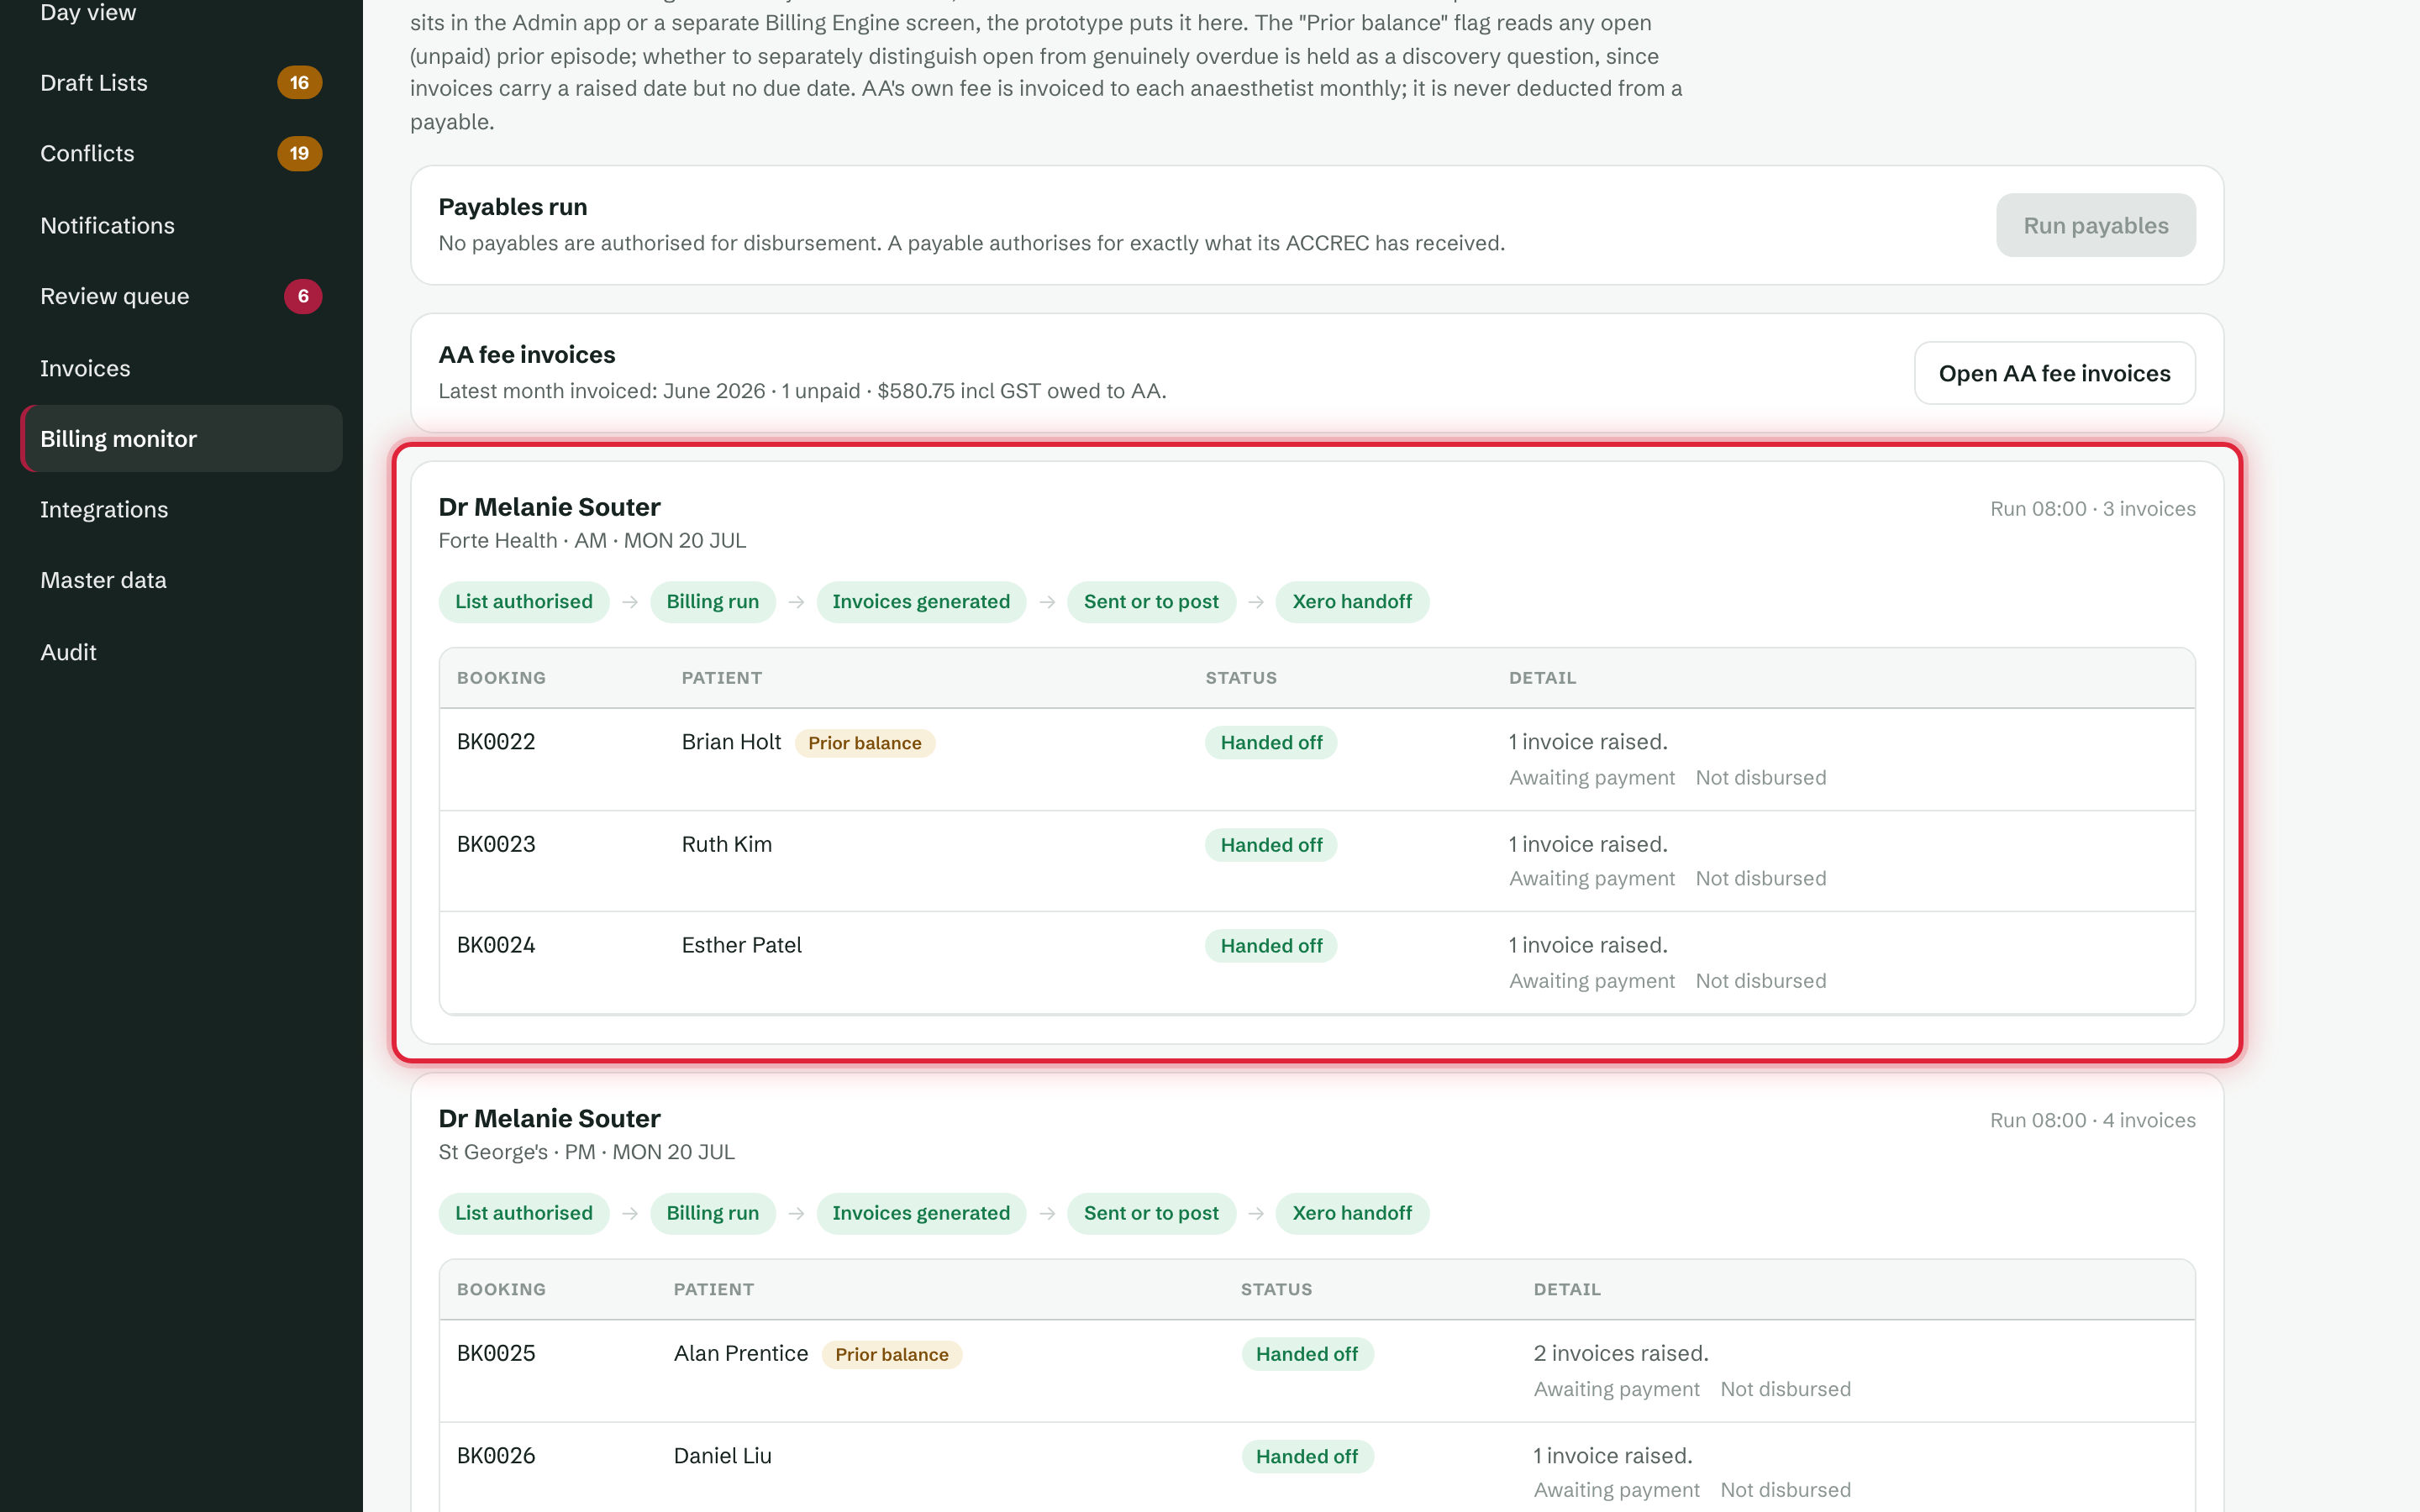 Day view
Draft Lists 16
Conflicts 19
Notifications
Review queue 6
Invoices
Billing monitor
Integrations
Master data
Audit
sits in the Admin app or a separate Billing Engine screen, the prototype puts it here. The "Prior balance" flag reads any open
(unpaid) prior episode; whether to separately distinguish open from genuinely overdue is held as a discovery question, since
invoices carry a raised date but no due date. AA's own fee is invoiced to each anaesthetist monthly; it is never deducted from a
payable.
Payables run
No payables are authorised for disbursement. A payable authorises for exactly what its ACCREC has received.
Run payables
AA fee invoices
Latest month invoiced: June 2026 · 1 unpaid · $580.75 incl GST owed to AA.
Open AA fee invoices
Dr Melanie Souter
Run 08:00 · 3 invoices
Forte Health · AM · MON 20 JUL
List authorised → Billing run → Invoices generated → Sent or to post → Xero handoff
BOOKING PATIENT STATUS DETAIL
BK0022 Brian Holt Prior balance Handed off 1 invoice raised.
Awaiting payment Not disbursed
BK0023 Ruth Kim Handed off 1 invoice raised.
Awaiting payment Not disbursed
BK0024 Esther Patel Handed off 1 invoice raised.
Awaiting payment Not disbursed
Dr Melanie Souter
Run 08:00 · 4 invoices
St George's · PM · MON 20 JUL
List authorised → Billing run → Invoices generated → Sent or to post → Xero handoff
BOOKING PATIENT STATUS DETAIL
BK0025 Alan Prentice Prior balance Handed off 2 invoices raised.
Awaiting payment Not disbursed
BK0026 Daniel Liu Handed off 1 invoice raised.
Awaiting payment Not disbursed